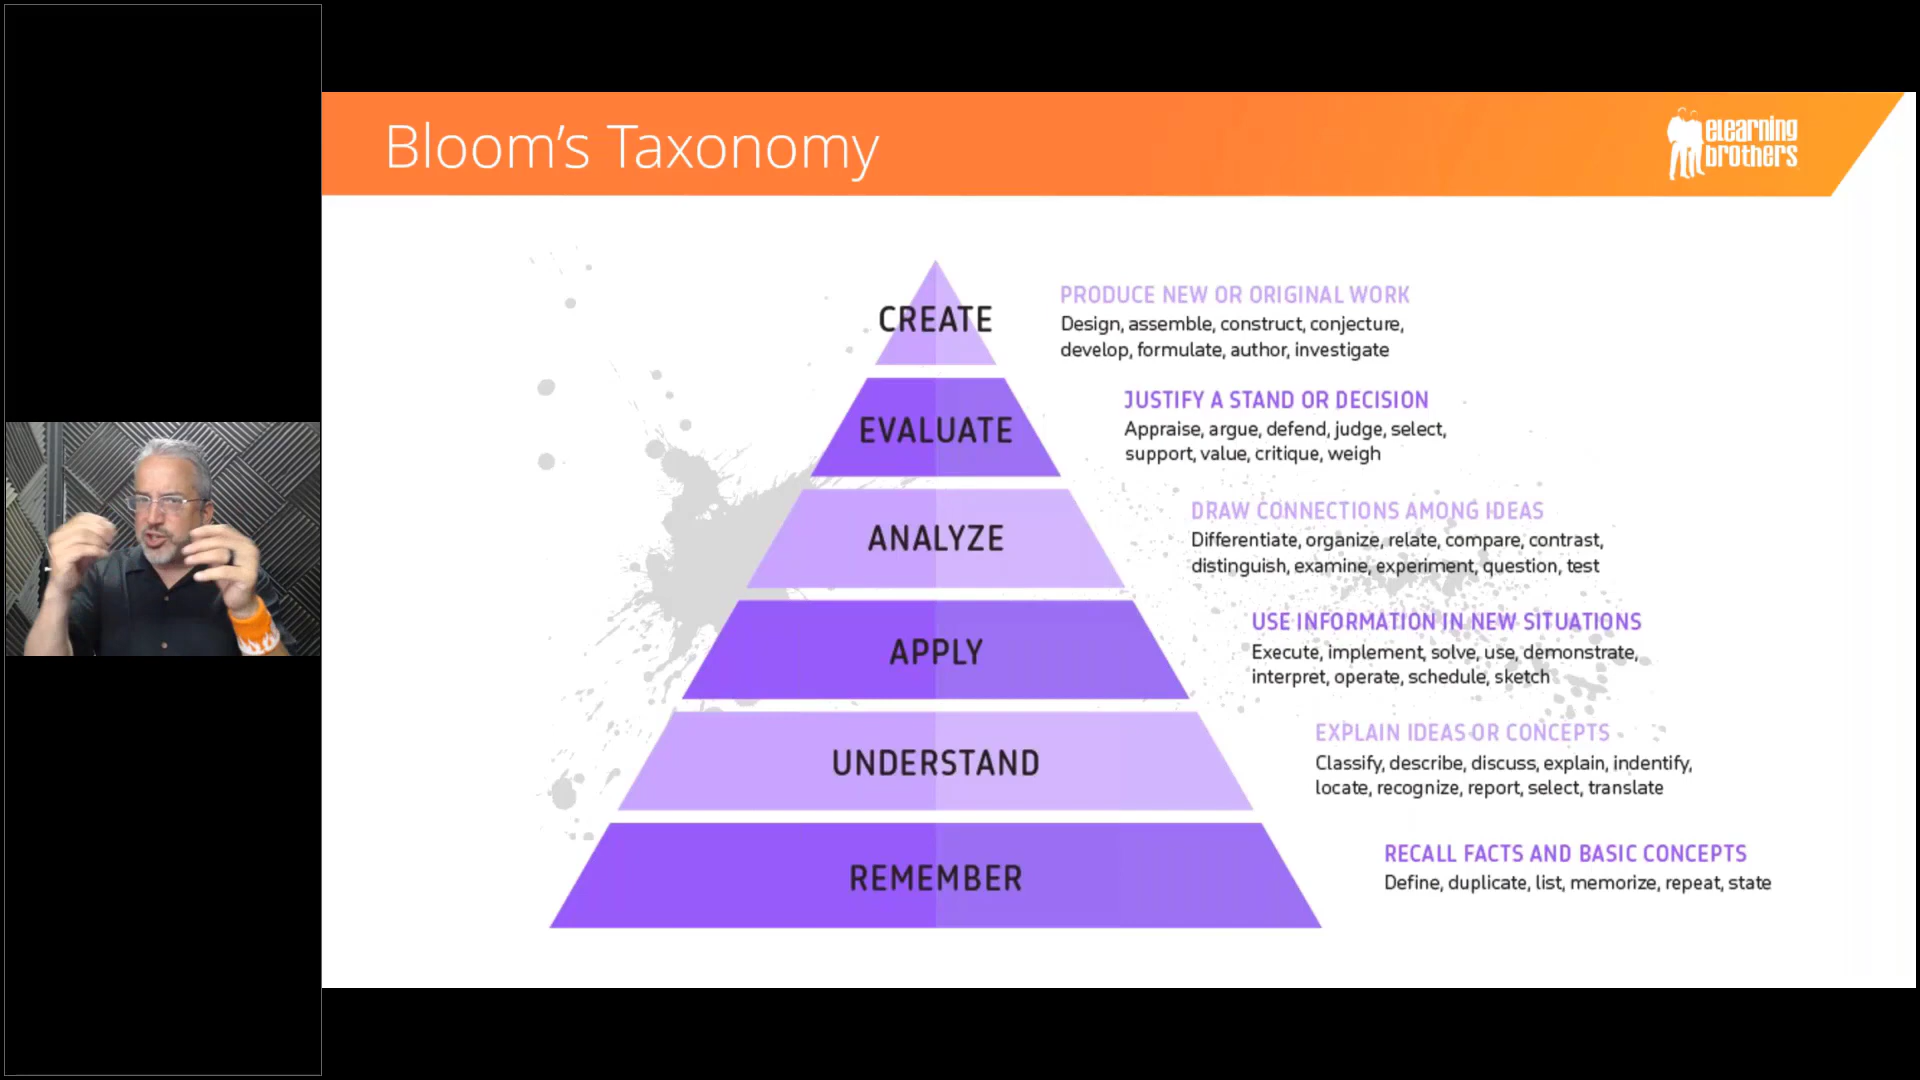 Bloom’s Taxonomy
elearning
brothers
CREATE
PRODUCE NEW OR ORIGINAL WORK
Design, assemble, construct, conjecture,
develop, formulate, author, investigate
EVALUATE
JUSTIFY A STAND OR DECISION
Appraise, argue, defend, judge, select,
support, value, critique, weigh
ANALYZE
DRAW CONNECTIONS AMONG IDEAS
Differentiate, organize, relate, compare, contrast,
distinguish, examine, experiment, question, test
APPLY
USE INFORMATION IN NEW SITUATIONS
Execute, implement, solve, use, demonstrate,
interpret, operate, schedule, sketch
UNDERSTAND
EXPLAIN IDEAS OR CONCEPTS
Classify, describe, discuss, explain, indentify,
locate, recognize, report, select, translate
REMEMBER
RECALL FACTS AND BASIC CONCEPTS
Define, duplicate, list, memorize, repeat, state